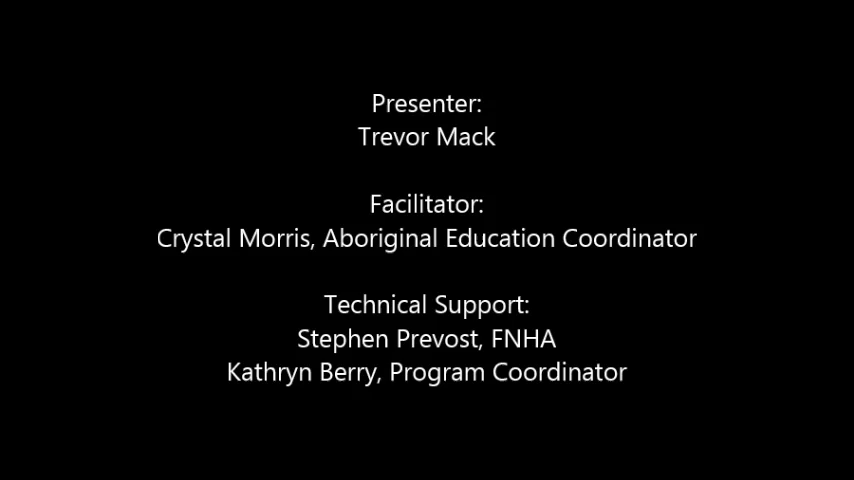 Presenter:
Trevor Mack
Facilitator:
Crystal Morris, Aboriginal Education Coordinator
Technical Support:
Stephen Prevost, FNHA
Kathryn Berry, Program Coordinator